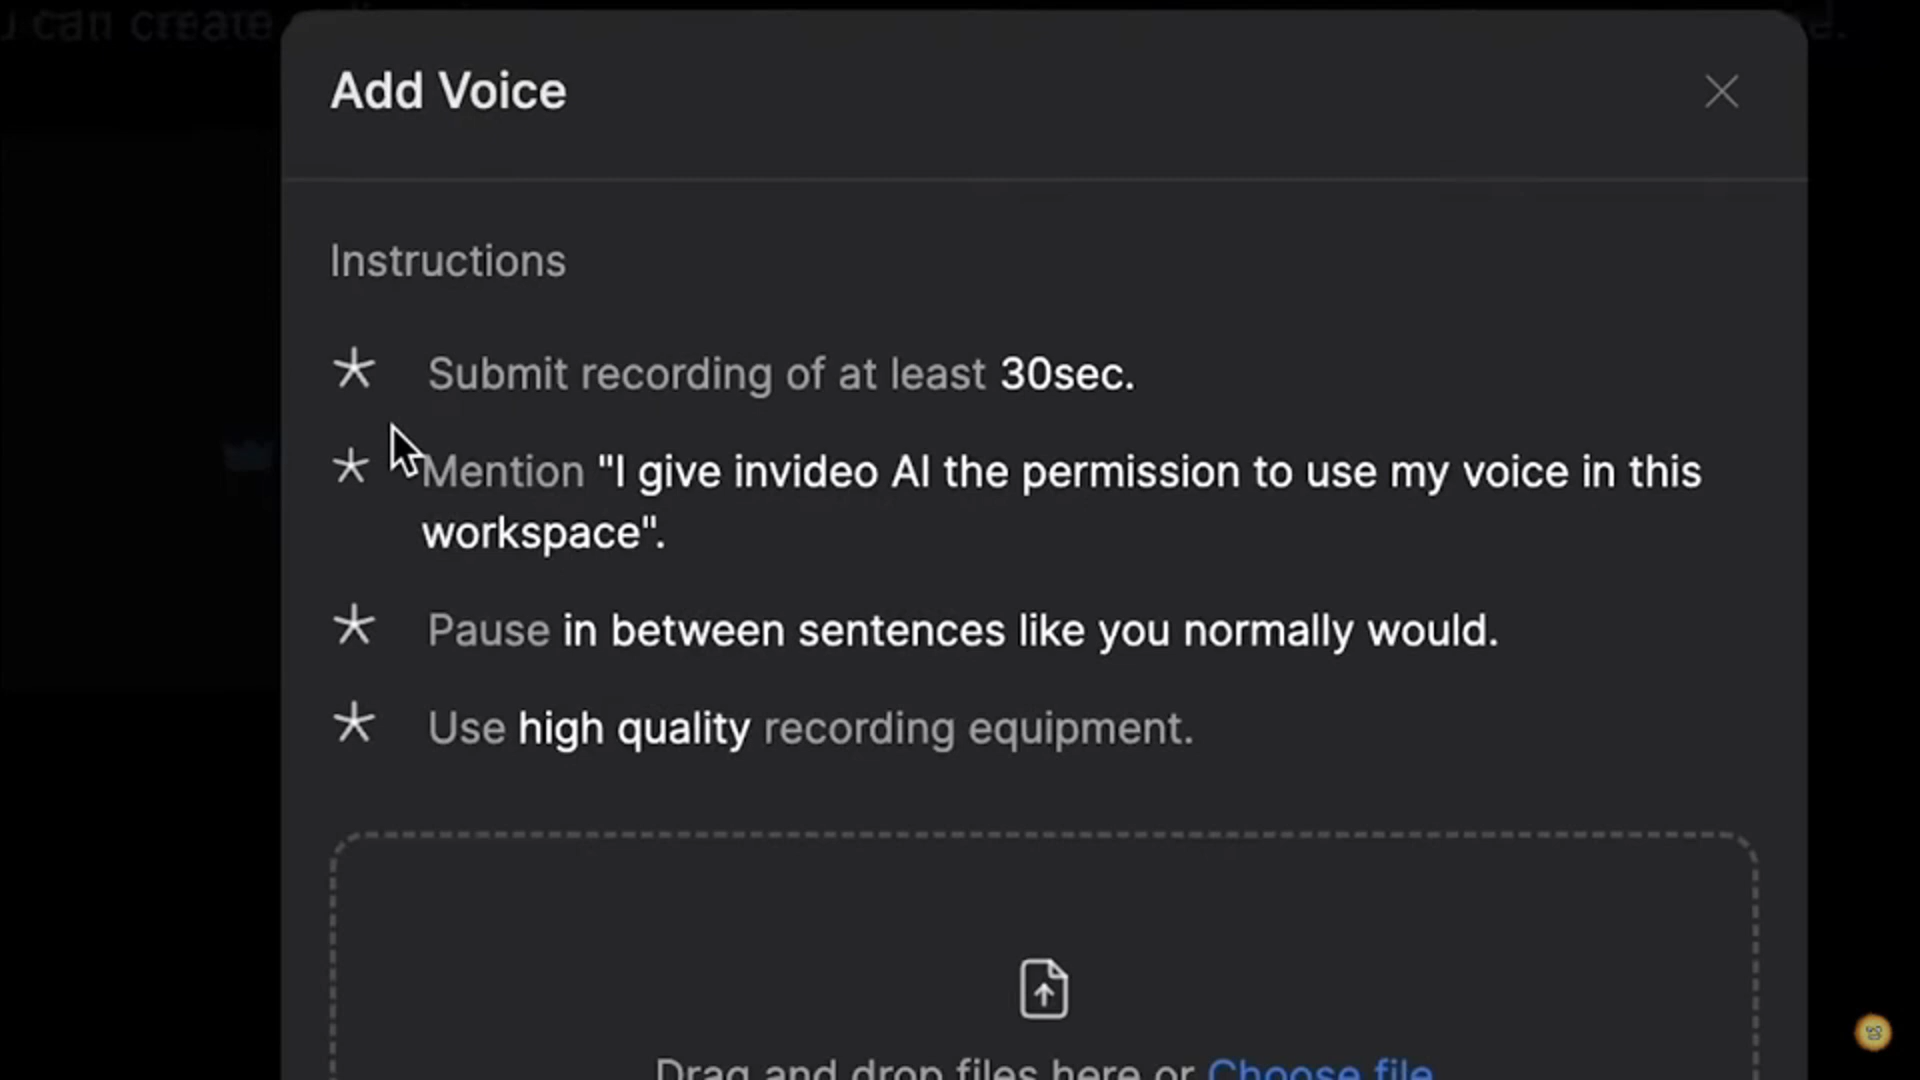 can create
Add Voice
Instructions
Submit recording of at least 30sec.
Mention "I give invideo AI the permission to use my voice in this
workspace".
Pause in between sentences like you normally would.
Use high quality recording equipment.
Drag and drop files here or Choose file